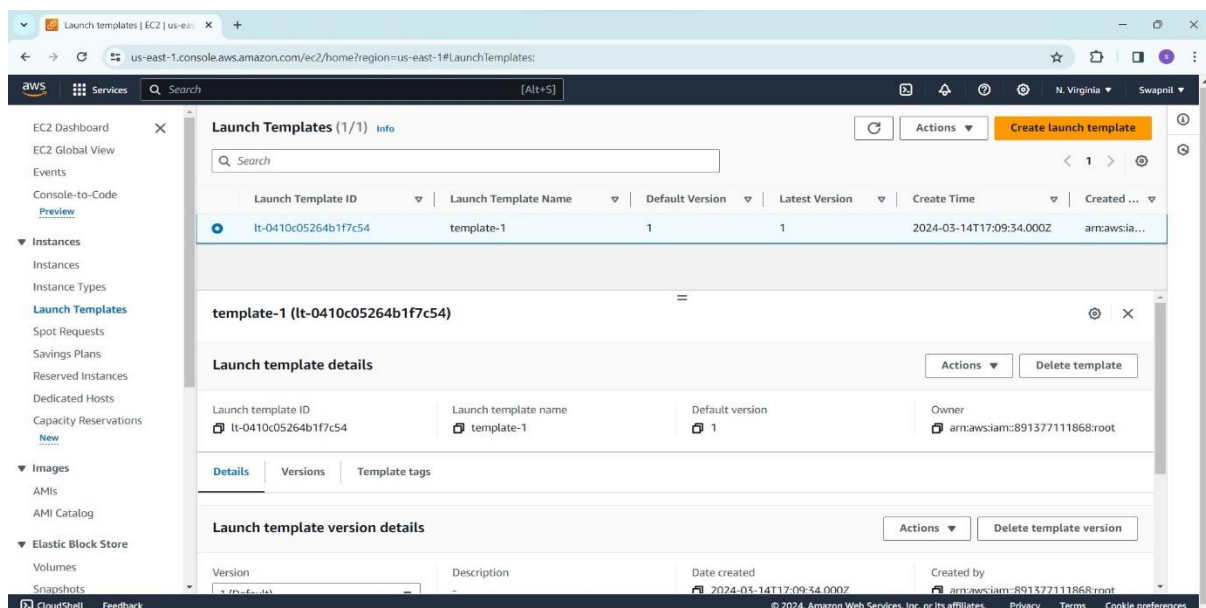 Launch templates | EC2 | us-eas
us-east-1.console.aws.amazon.com/ec2/home?region=us-east-1#LaunchTemplates:
aws Services Search [Alt+S] N. Virginia Swapnil
EC2 Dashboard
EC2 Global View
Events
Console-to-Code
Preview
Instances
Instances
Instance Types
Launch Templates
Spot Requests
Savings Plans
Reserved Instances
Dedicated Hosts
Capacity Reservations
New
Images
AMIs
AMI Catalog
Elastic Block Store
Volumes
Snapshots
Launch Templates (1/1) Info Actions Create launch template
Search 1
Launch Template ID Launch Template Name Default Version Latest Version Create Time Created ...
lt-0410c05264b1f7c54 template-1 1 1 2024-03-14T17:09:34.000Z arn:aws:ia...
template-1 (lt-0410c05264b1f7c54)
Launch template details Actions Delete template
Launch template ID Launch template name Default version Owner
lt-0410c05264b1f7c54 template-1 1 arn:aws:iam::891377111868:root
Details Versions Template tags
Launch template version details Actions Delete template version
Version Description Date created Created by
1 (Default) - 2024-03-14T17:09:34.000Z arn:aws:iam::891377111868:root
CloudShell Feedback © 2024, Amazon Web Services, Inc. or its affiliates. Privacy Terms Cookie preferences